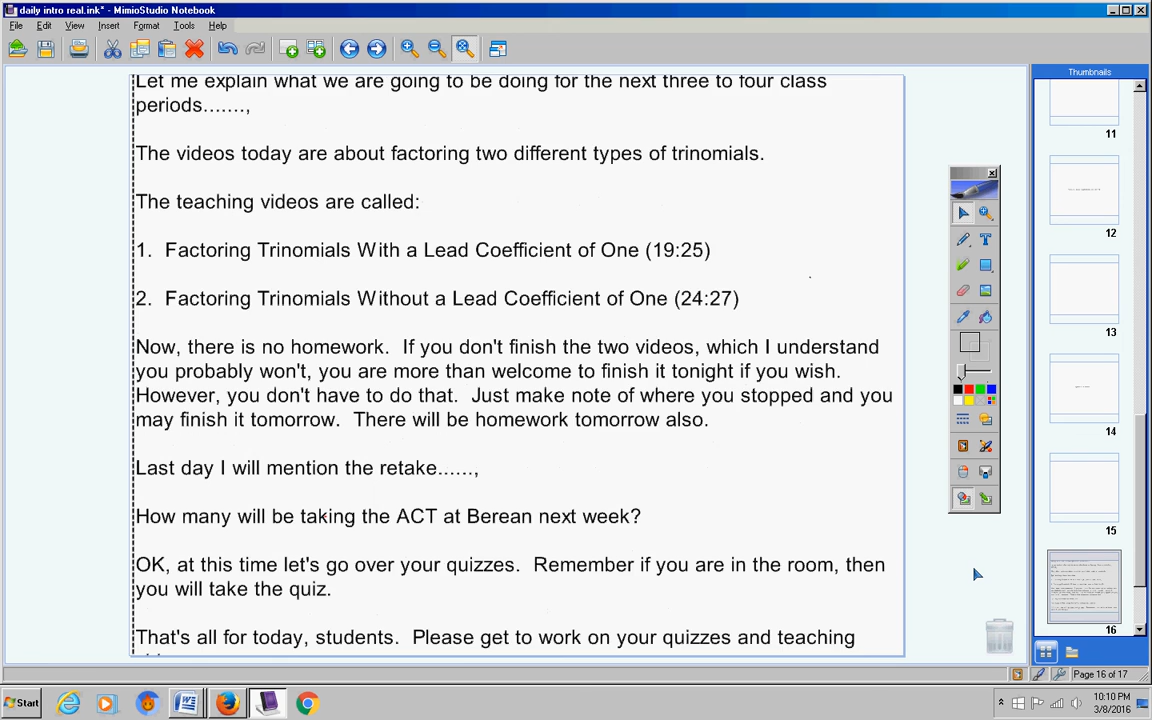 daily intro real.ink* - MimioStudio Notebook
File Edit View Insert Format Tools Help
Let me explain what we are going to be doing for the next three to four class
periods.......,
The videos today are about factoring two different types of trinomials.
The teaching videos are called:
1. Factoring Trinomials With a Lead Coefficient of One (19:25)
2. Factoring Trinomials Without a Lead Coefficient of One (24:27)
Now, there is no homework. If you don't finish the two videos, which I understand
you probably won't, you are more than welcome to finish it tonight if you wish.
However, you don't have to do that. Just make note of where you stopped and you
may finish it tomorrow. There will be homework tomorrow also.
Last day I will mention the retake......,
How many will be taking the ACT at Berean next week?
OK, at this time let's go over your quizzes. Remember if you are in the room, then
you will take the quiz.
That's all for today, students. Please get to work on your quizzes and teaching
Thumbnails
11
12
13
14
15
16
Page 16 of 17
Start
10:10 PM
3/8/2016